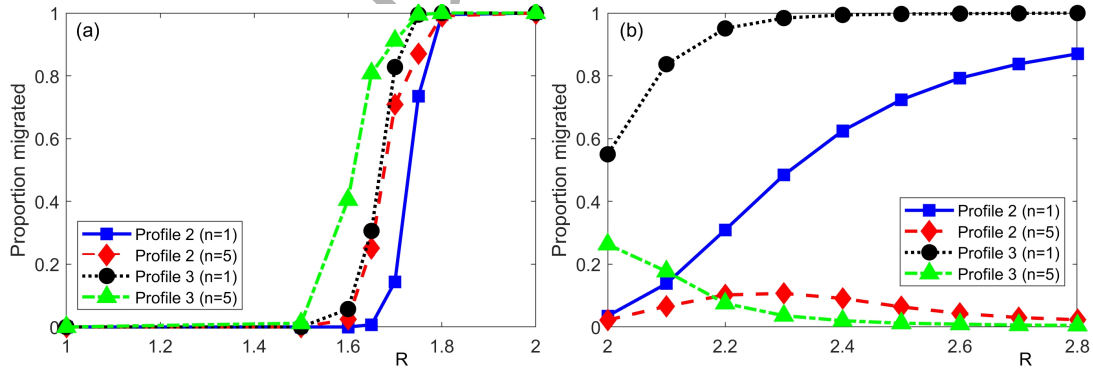 (a)
Proportion migrated
1
0.8
0.6
0.4
0.2
0
Profile 2 (n=1)
Profile 2 (n=5)
Profile 3 (n=1)
Profile 3 (n=5)
1 1.2 1.4 1.6 1.8 2
R
(b)
Proportion migrated
1
0.8
0.6
0.4
0.2
0
Profile 2 (n=1)
Profile 2 (n=5)
Profile 3 (n=1)
Profile 3 (n=5)
2 2.2 2.4 2.6 2.8
R